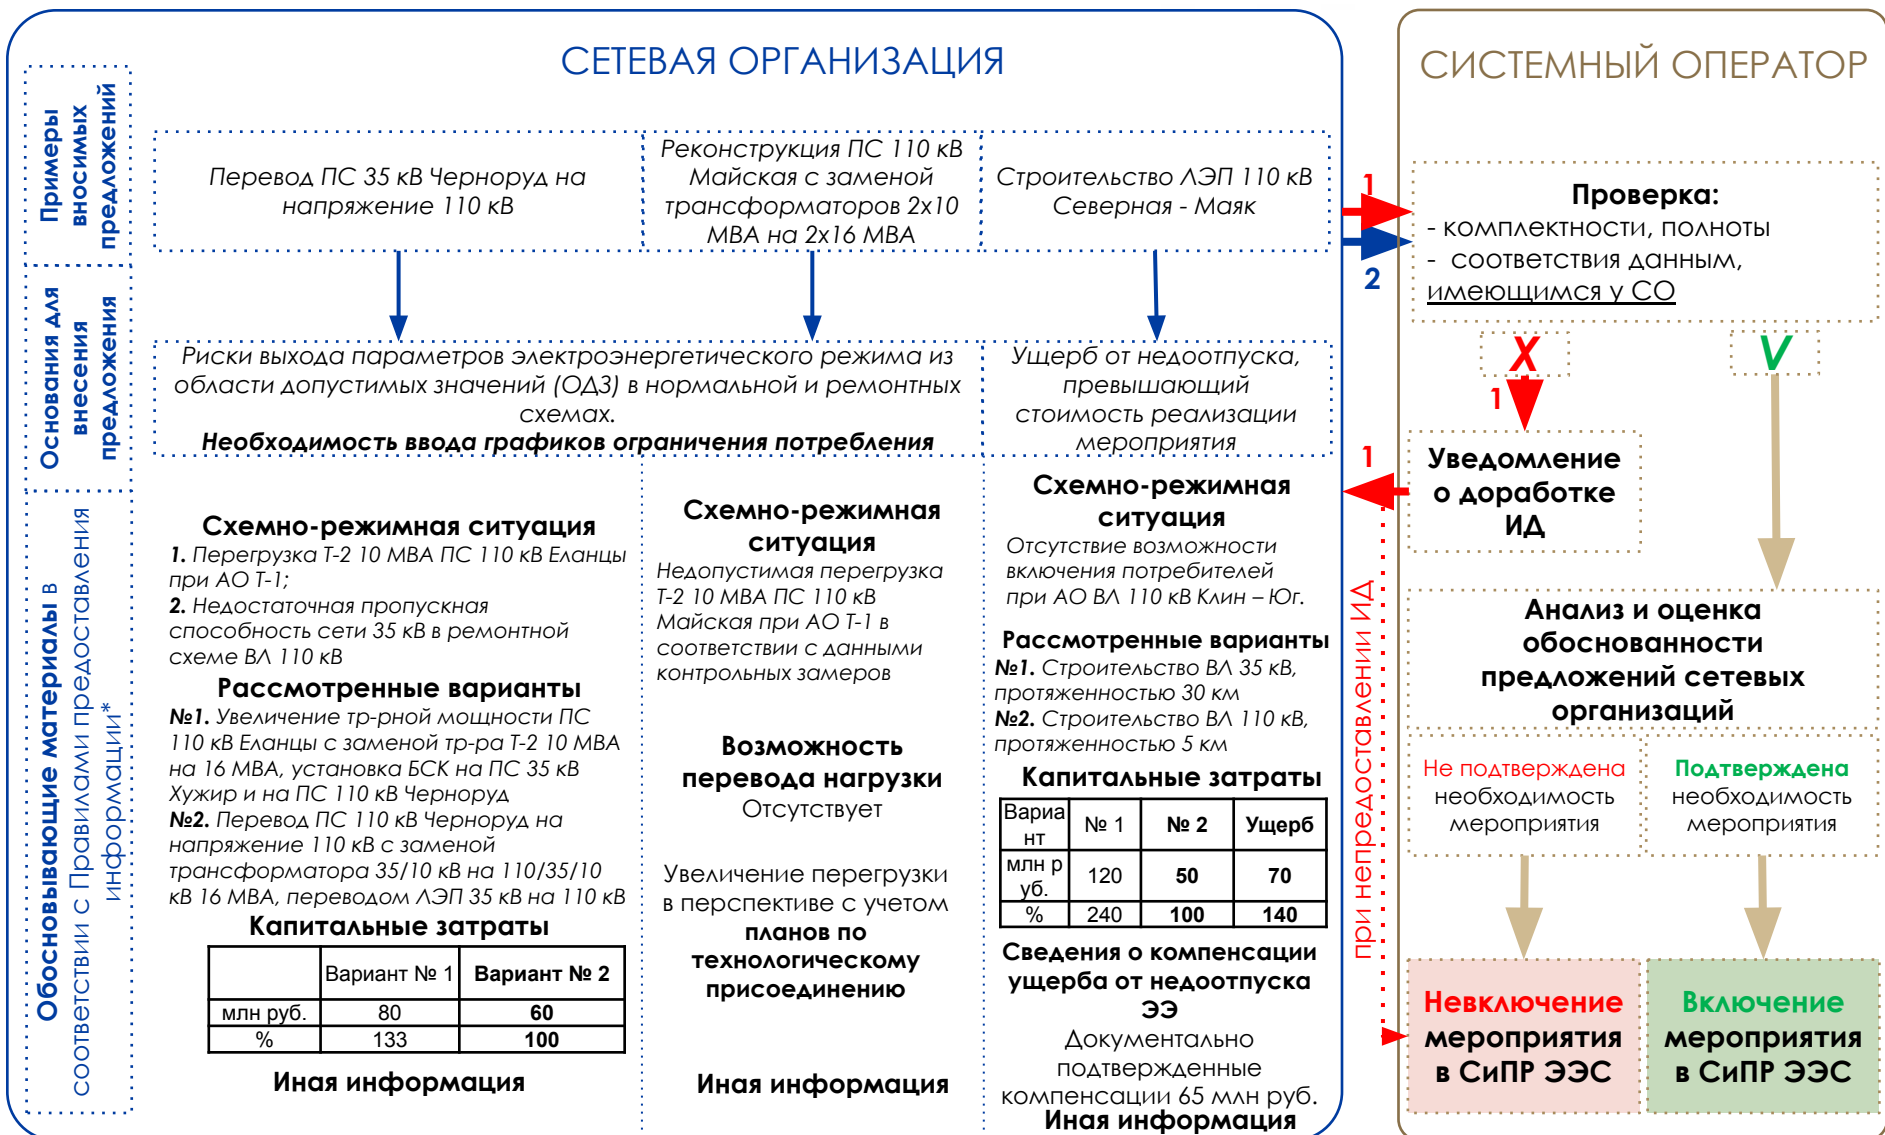 СЕТЕВАЯ ОРГАНИЗАЦИЯ
Примеры
вносимых
предложений
Перевод ПС 35 кВ Черноруд на
напряжение 110 кВ
Реконструкция ПС 110 кВ
Майская с заменой
трансформаторов 2х10
МВА на 2х16 МВА
Строительство ЛЭП 110 кВ
Северная - Маяк
Основания для
внесения
предложения
Риски выхода параметров электроэнергетического режима из
области допустимых значений (ОДЗ) в нормальной и ремонтных
схемах.
Необходимость ввода графиков ограничения потребления
Ущерб от недоотпуска,
превышающий
стоимость реализации
мероприятия
Обосновывающие материалы в
соответствии с Правилами предоставления
информации*
Схемно-режимная ситуация
1. Перегрузка Т-2 10 МВА ПС 110 кВ Еланцы
при АО Т-1;
2. Недостаточная пропускная
способность сети 35 кВ в ремонтной
схеме ВЛ 110 кВ
Рассмотренные варианты
№1. Увеличение тр-рной мощности ПС
110 кВ Еланцы с заменой тр-ра Т-2 10 МВА
на 16 МВА, установка БСК на ПС 35 кВ
Хужир и на ПС 110 кВ Черноруд
№2. Перевод ПС 110 кВ Черноруд на
напряжение 110 кВ с заменой
трансформатора 35/10 кВ на 110/35/10
кВ 16 МВА, переводом ЛЭП 35 кВ на 110 кВ
Капитальные затраты
Вариант № 1 Вариант № 2
млн руб. 80 60
% 133 100
Иная информация
Схемно-режимная
ситуация
Недопустимая перегрузка
Т-2 10 МВА ПС 110 кВ
Майская при АО Т-1 в
соответствии с данными
контрольных замеров
Возможность
перевода нагрузки
Отсутствует
Увеличение перегрузки
в перспективе с учетом
планов по
технологическому
присоединению
Иная информация
Схемно-режимная
ситуация
Отсутствие возможности
включения потребителей
при АО ВЛ 110 кВ Клин – Юг.
Рассмотренные варианты
№1. Строительство ВЛ 35 кВ,
протяженностью 30 км
№2. Строительство ВЛ 110 кВ,
протяженностью 5 км
Капитальные затраты
Вариа
нт № 1 № 2 Ущерб
млн р
уб. 120 50 70
% 240 100 140
Сведения о компенсации
ущерба от недоотпуска
ЭЭ
Документально
подтвержденные
компенсации 65 млн руб.
Иная информация
1
2
1
при непредоставлении ИД
СИСТЕМНЫЙ ОПЕРАТОР
Проверка:
- комплектности, полноты
- соответствия данным,
имеющимся у СО
X
V
1
Уведомление
о доработке
ИД
Анализ и оценка
обоснованности
предложений сетевых
организаций
Не подтверждена
необходимость
мероприятия
Подтверждена
необходимость
мероприятия
Невключение
мероприятия
в СиПР ЭЭС
Включение
мероприятия
в СиПР ЭЭС